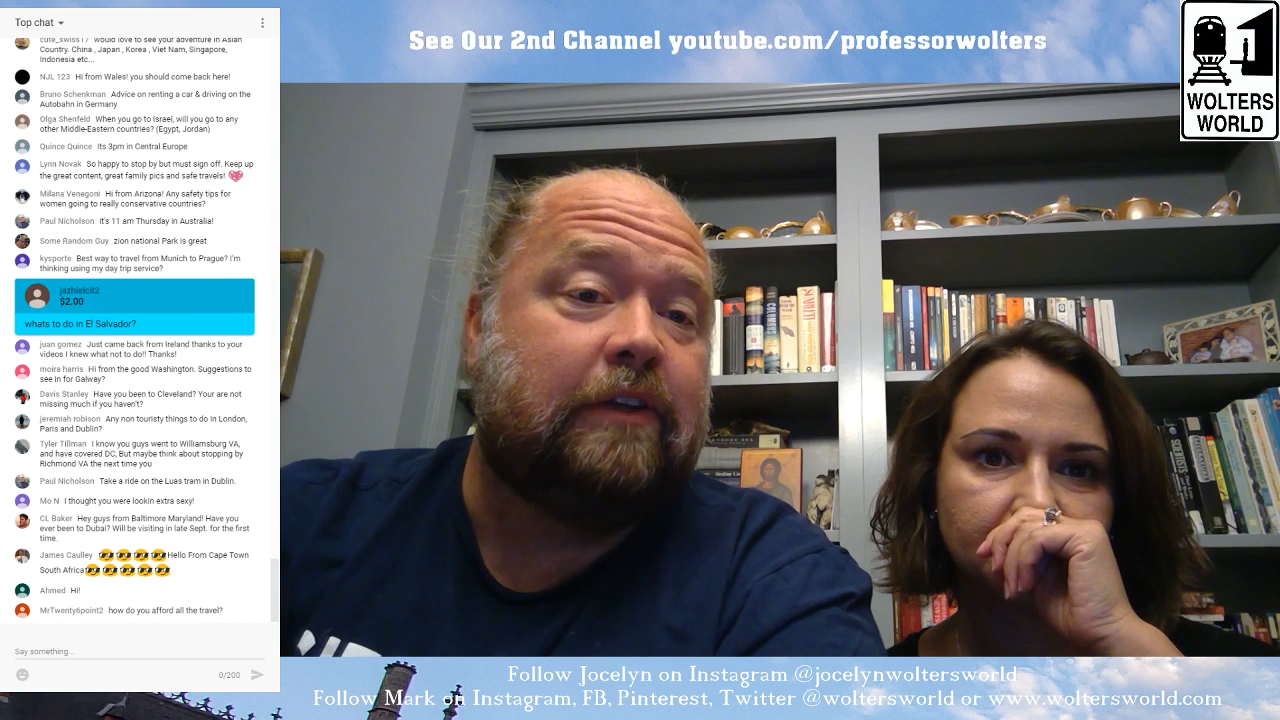 Top chat
cute_swiss17 would love to see your adventure in Asian
Country. China , Japan , Korea , Viet Nam, Singapore,
Indonesia etc...
NJL 123 Hi from Wales! you should come back here!
Bruno Schenkman Advice on renting a car & driving on the
Autobahn in Germany
Olga Shenfeld When you go to Israel, will you go to any
other Middle-Eastern countries? (Egypt, Jordan)
Quince Quince Its 3pm in Central Europe
Lynn Novak So happy to stop by but must sign off. Keep up
the great content, great family pics and safe travels!
Milana Venegoni Hi from Arizona! Any safety tips for
women going to really conservative countries?
Paul Nicholson it's 11 am Thursday in Australia!
Some Random Guy zion national Park is great
kysporte Best way to travel from Munich to Prague? I'm
thinking using my day trip service?
jazhielcit2
$2.00
whats to do in El Salvador?
juan gomez Just came back from Ireland thanks to your
videos I knew what not to do!! Thanks!
moira harris Hi from the good Washington. Suggestions to
see in for Galway?
Davis Stanley Have you been to Cleveland? Your are not
missing much if you haven't?
jeremiah robison Any non touristy things to do in London,
Paris and Dublin?
Tyler Tillman I know you guys went to Williamsburg VA,
and have covered DC, But maybe think about stopping by
Richmond VA the next time you
Paul Nicholson Take a ride on the Luas tram in Dublin.
Mo N I thought you were lookin extra sexy!
CL Baker Hey guys from Baltimore Maryland! Have you
ever been to Dubai? Will be visiting in late Sept. for the first
time.
James Caulley Hello From Cape Town
South Africa
Ahmed Hi!
MrTwenty6point2 how do you afford all the travel?
Say something...
0/200
See Our 2nd Channel youtube.com/professorwolters
WOLTERS
WORLD
COLUMBUS
Follow Jocelyn on Instagram @jocelynwoltersworld
Follow Mark on Instagram, FB, Pinterest, Twitter @woltersworld or www.woltersworld.com